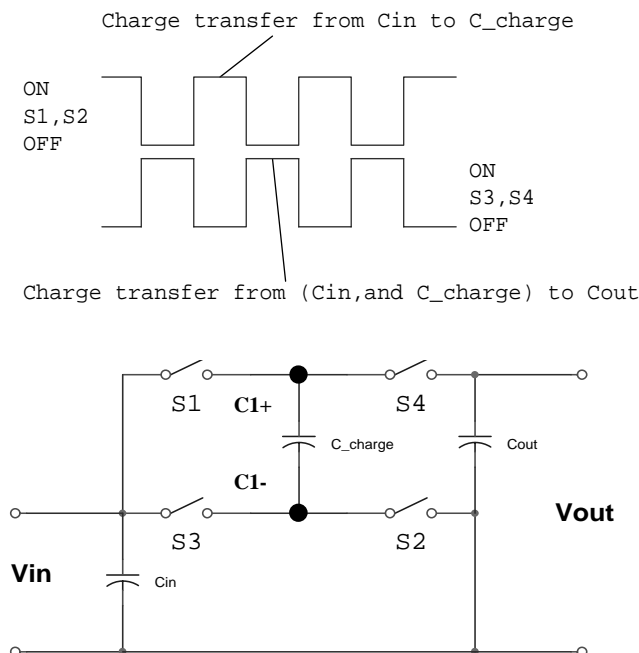 Charge transfer from Cin to C_charge
ON
S1,S2
OFF
ON
S3,S4
OFF
Charge transfer from (Cin,and C_charge) to Cout
S1
C1+
S4
C_charge
Cout
C1-
S3
S2
Vout
Vin
Cin